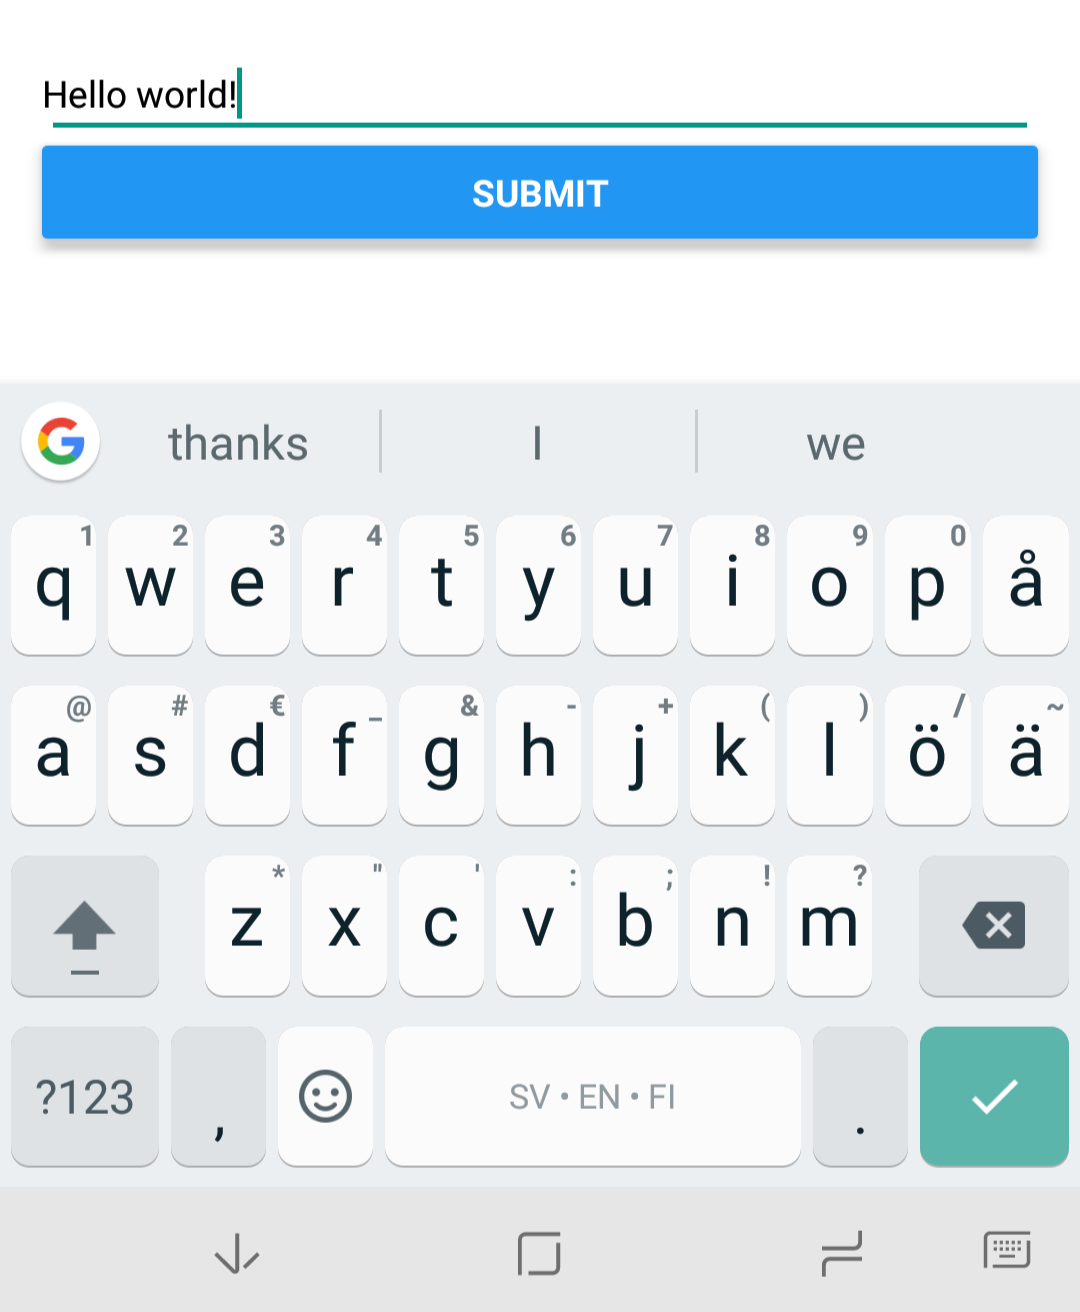 Hello world!
SUBMIT
thanks I we
1 2 3 4 5 6 7 8 9 0
q w e r t y u i o p å
@ # € _ & - + ( ) / ~
a s d f g h j k l ö ä
* " ' : ; ! ?
z x c v b n m
?123 , SV • EN • FI .